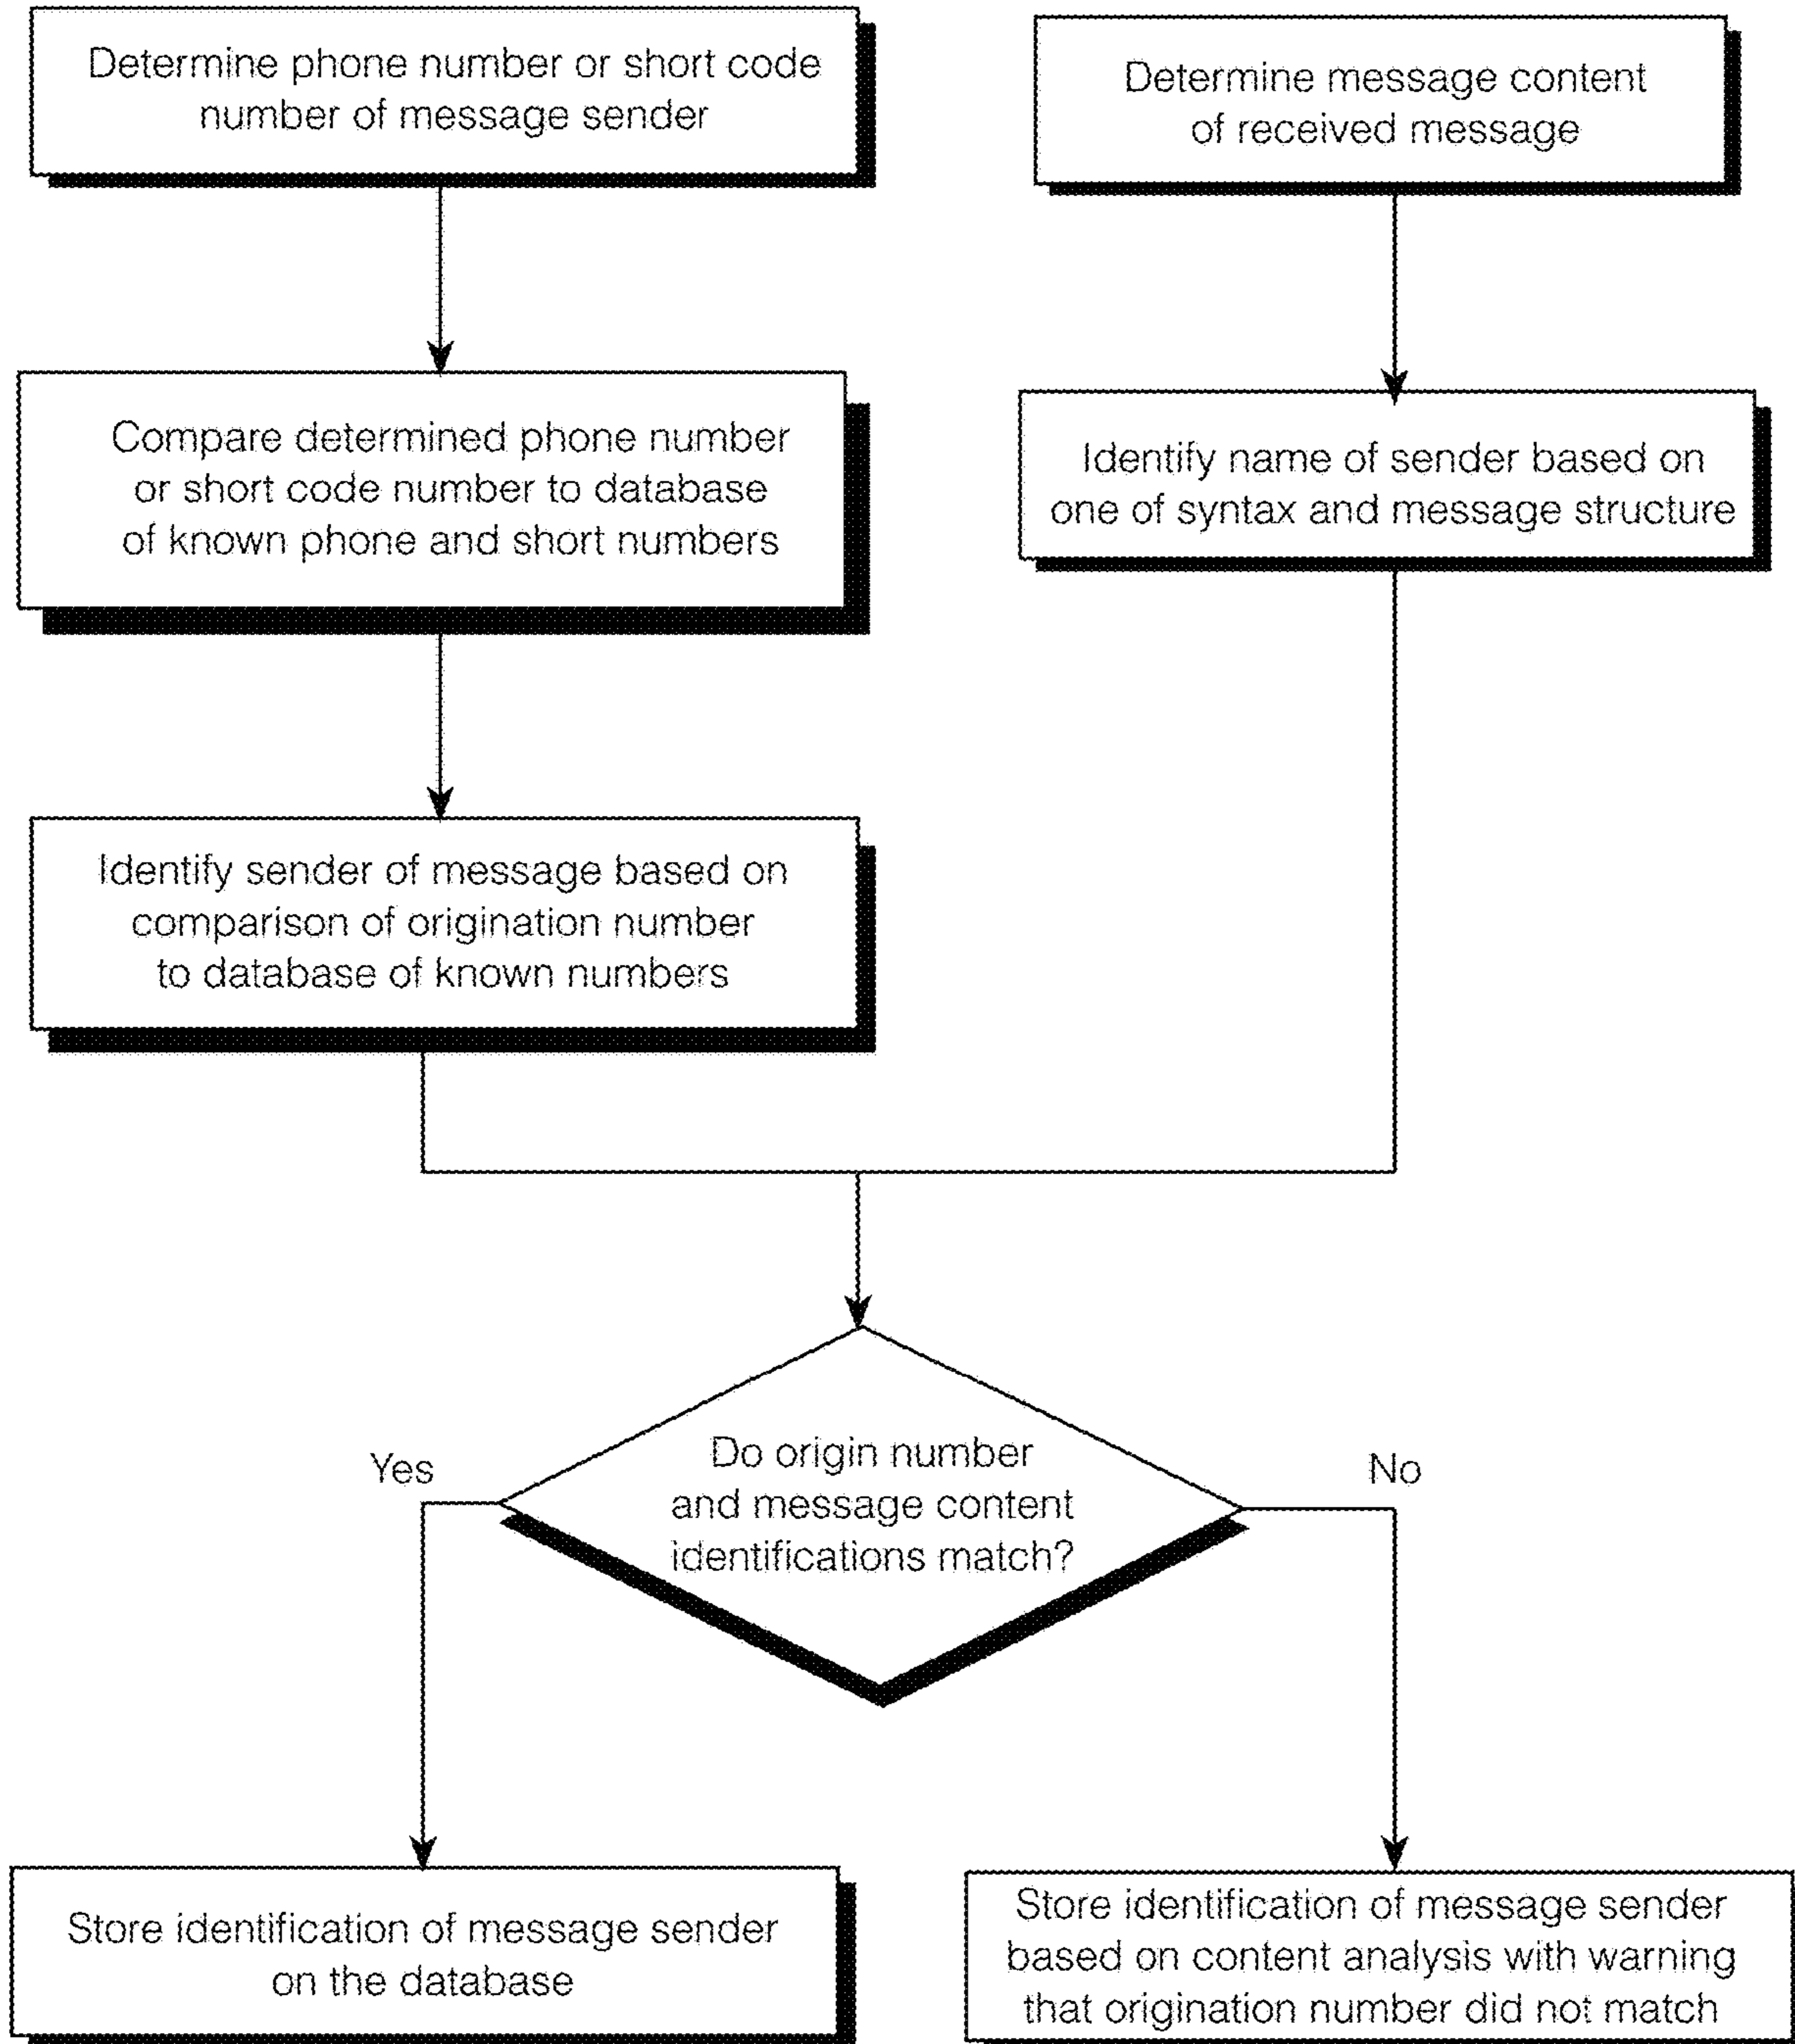 Determine phone number or short code
number of message sender
Determine message content
of received message
Compare determined phone number
or short code number to database
of known phone and short numbers
Identify name of sender based on
one of syntax and message structure
Identify sender of message based on
comparison of origination number
to database of known numbers
Do origin number
and message content
identifications match?
Yes
No
Store identification of message sender
on the database
Store identification of message sender
based on content analysis with warning
that origination number did not match